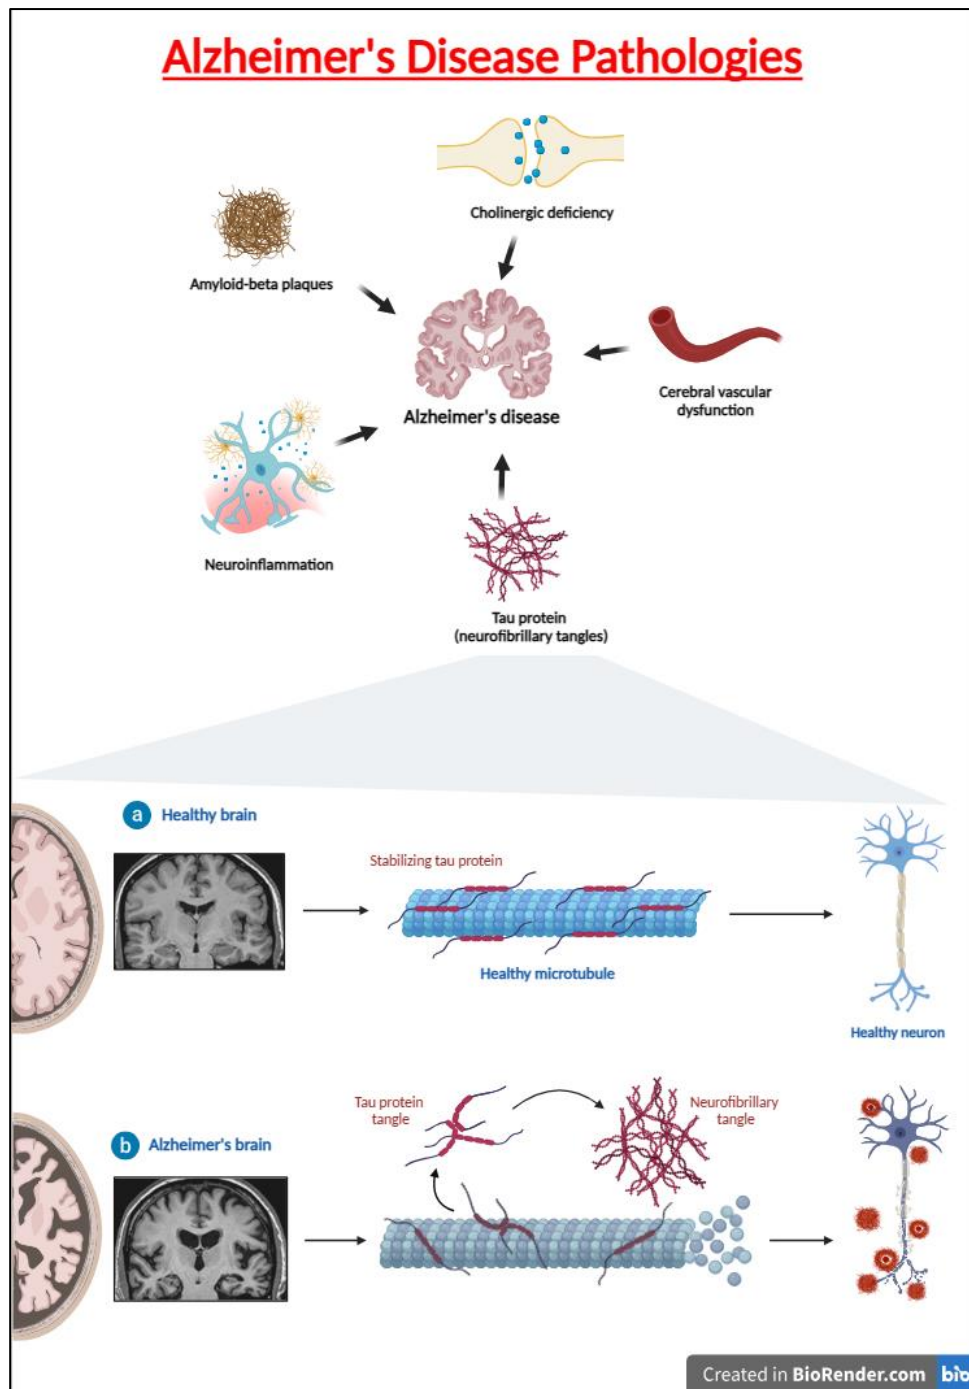 Alzheimer's Disease Pathologies
Cholinergic deficiency
Amyloid-beta plaques
Cerebral vascular
dysfunction
Alzheimer's disease
Neuroinflammation
Tau protein
(neurofibrillary tangles)
a Healthy brain
Stabilizing tau protein
Healthy microtubule
Healthy neuron
Tau protein
tangle
Neurofibrillary
tangle
b Alzheimer's brain
Created in BioRender.com bio